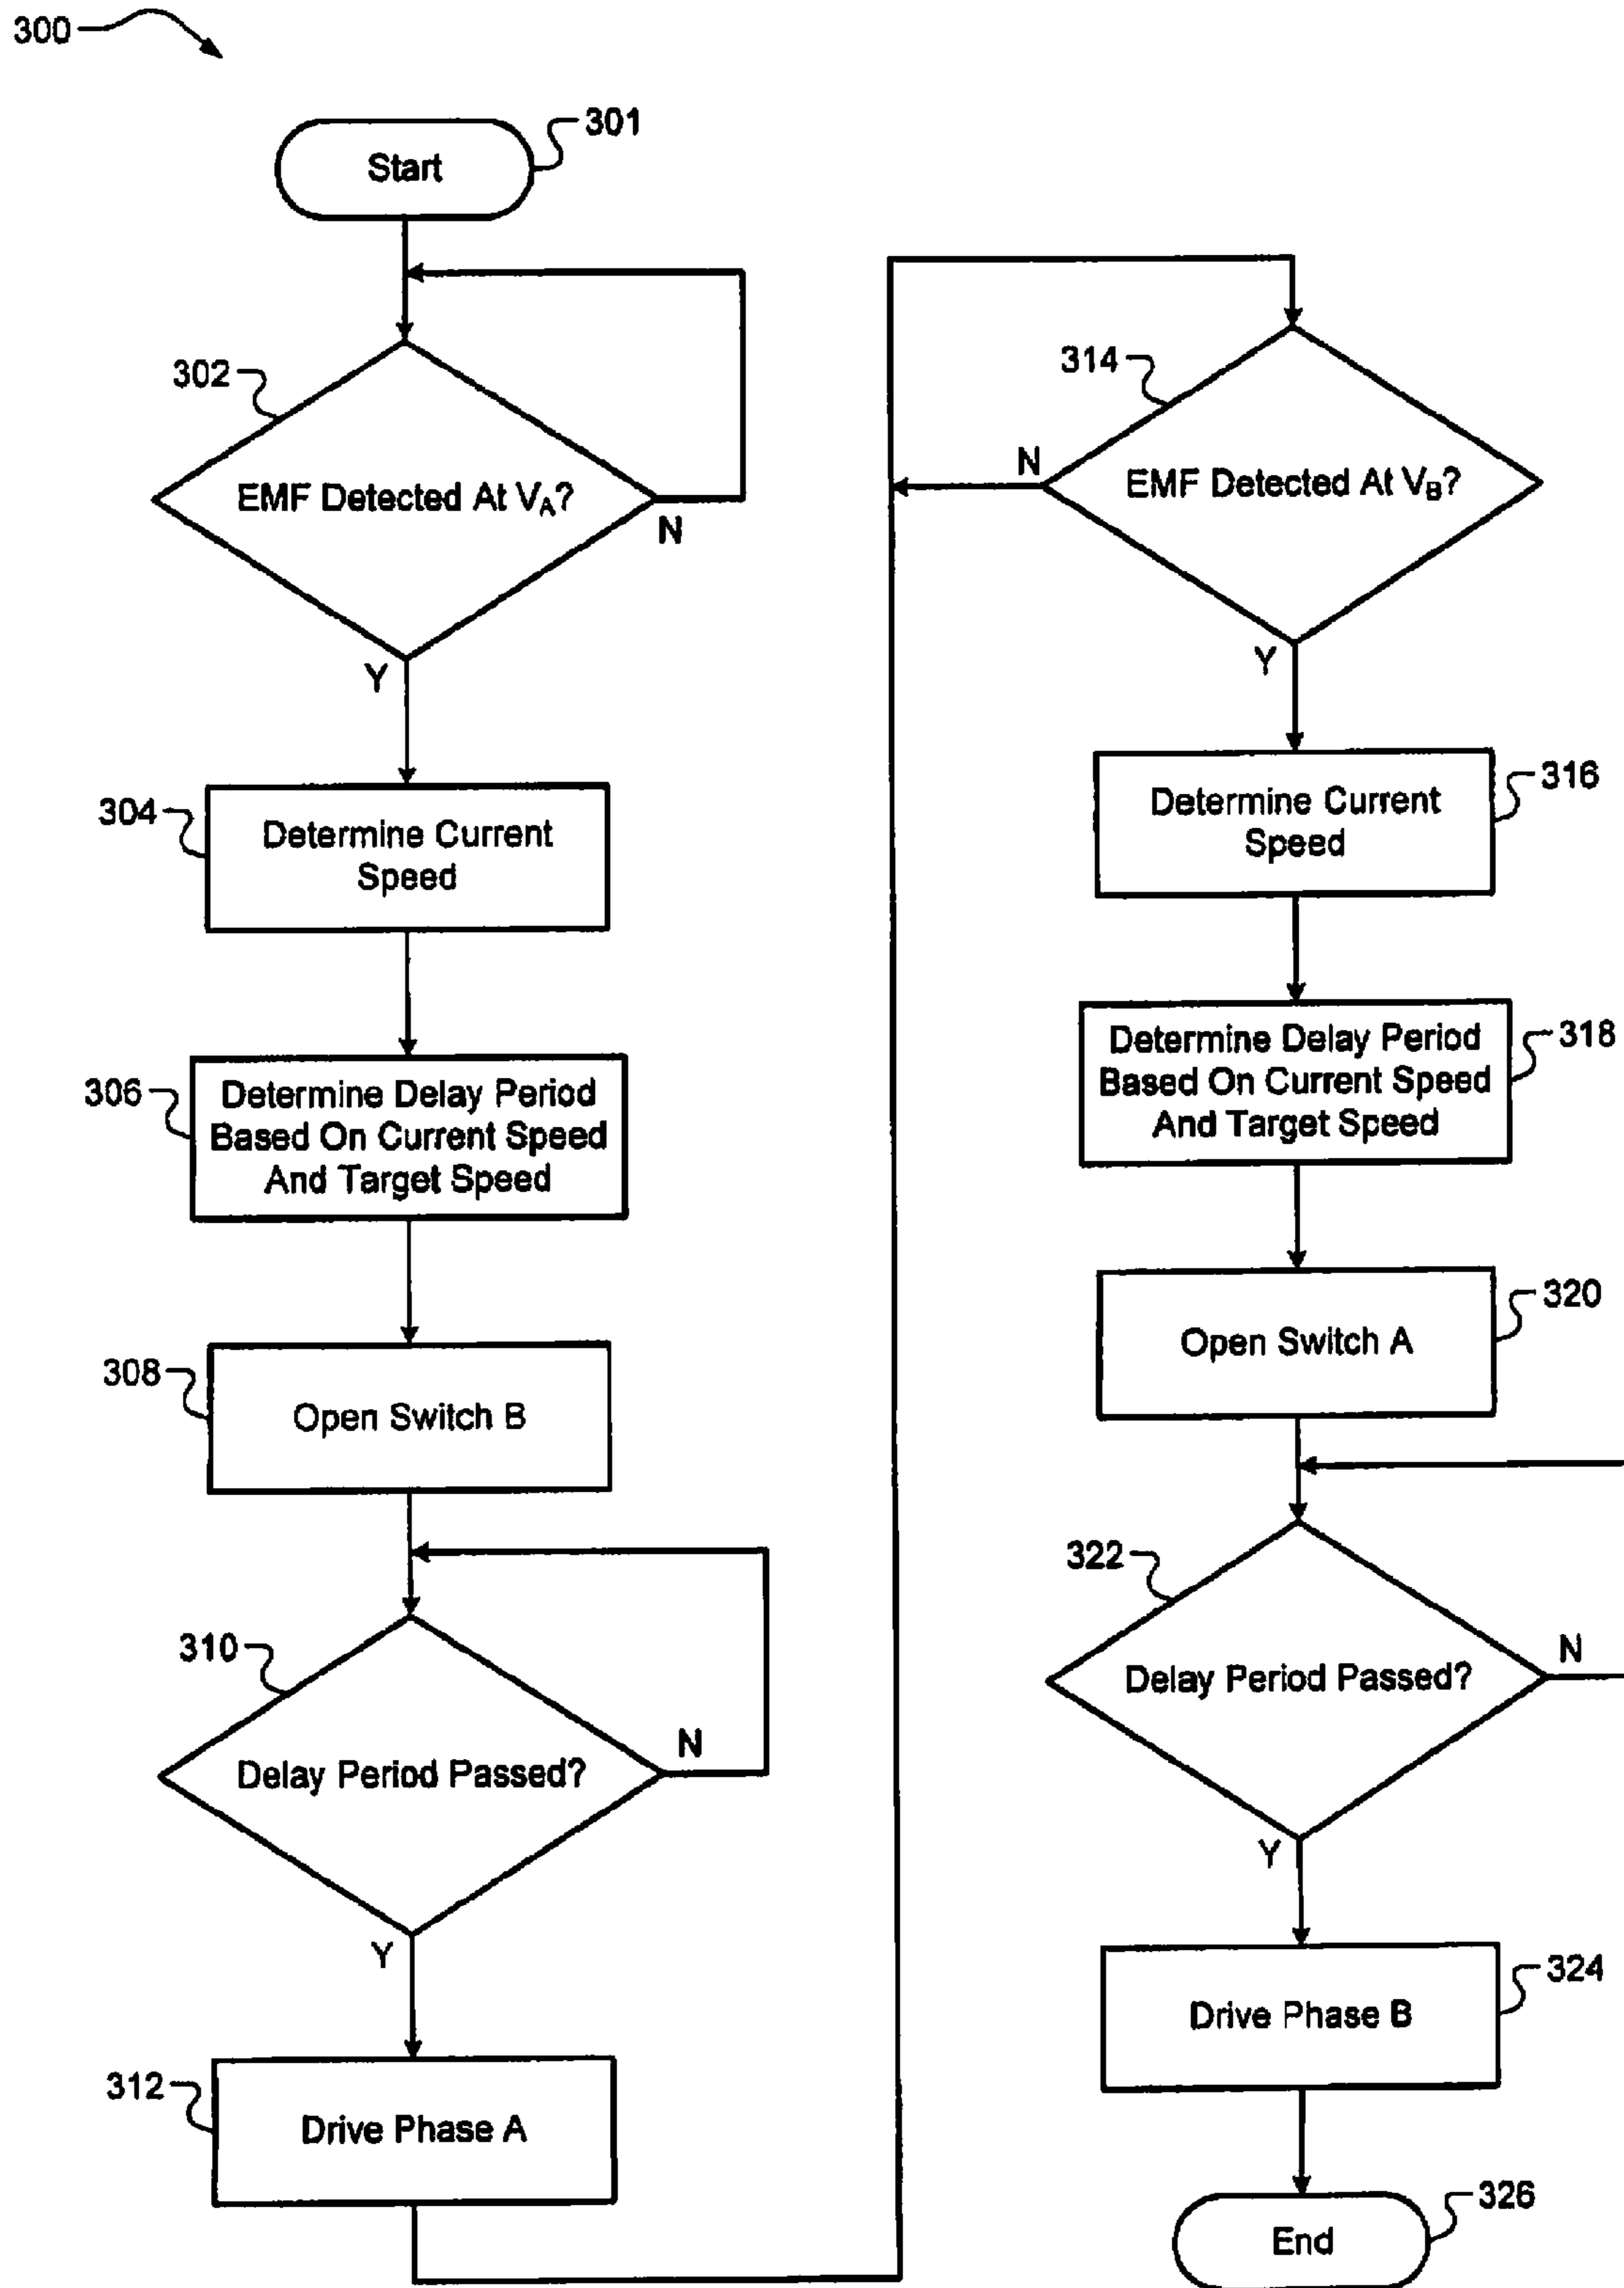 300
301
Start
302
EMF Detected At VA?
N
Y
304
Determine Current
Speed
306
Determine Delay Period
Based On Current Speed
And Target Speed
308
Open Switch B
310
Delay Period Passed?
N
Y
312
Drive Phase A
314
N
EMF Detected At VB?
Y
316
Determine Current
Speed
318
Determine Delay Period
Based On Current Speed
And Target Speed
320
Open Switch A
322
Delay Period Passed?
N
Y
324
Drive Phase B
326
End